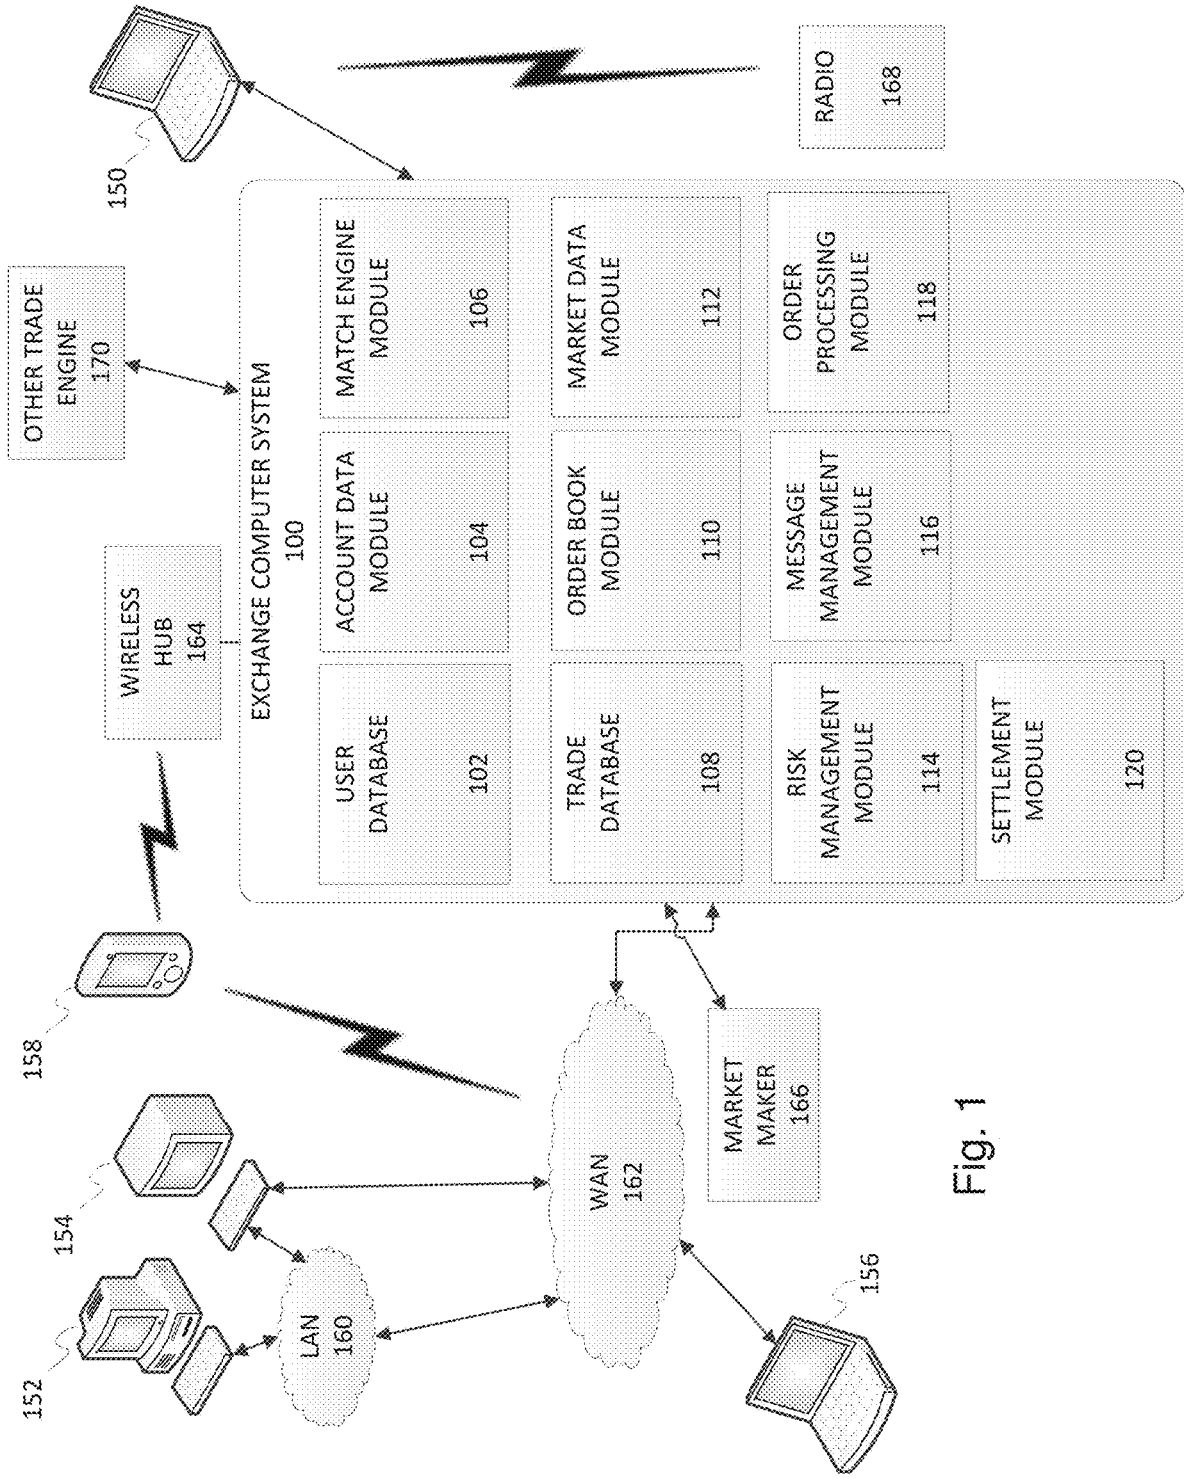 152
154
158
LAN
160
WAN
162
156
MARKET
MAKER
166
WIRELESS
HUB
164
OTHER TRADE
ENGINE
170
150
RADIO
168
EXCHANGE COMPUTER SYSTEM
100
USER
DATABASE
102
ACCOUNT DATA
MODULE
104
MATCH ENGINE
MODULE
106
TRADE
DATABASE
108
ORDER BOOK
MODULE
110
MARKET DATA
MODULE
112
RISK
MANAGEMENT
MODULE
114
MESSAGE
MANAGEMENT
MODULE
116
ORDER
PROCESSING
MODULE
118
SETTLEMENT
MODULE
120
Fig. 1